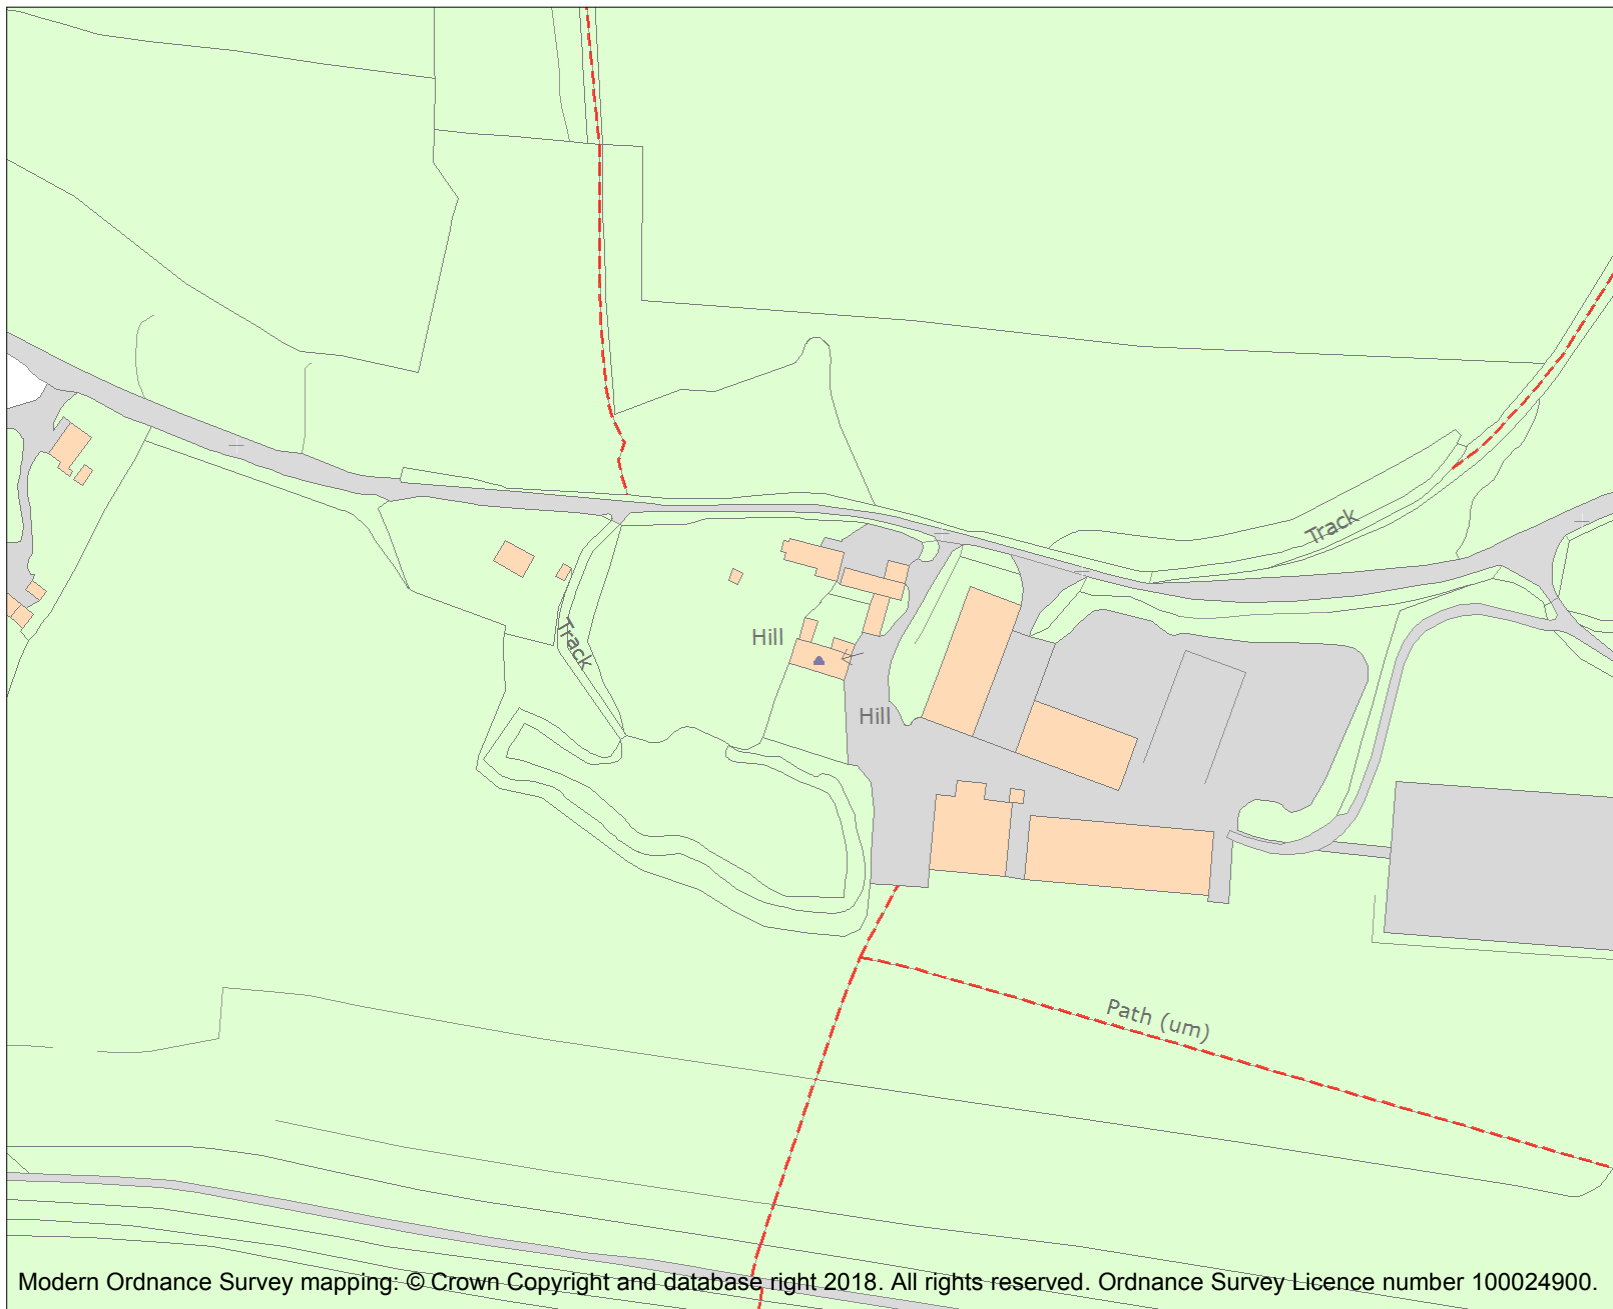 Track
Track
Hill
Hill
Path (um)
Modern Ordnance Survey mapping: © Crown Copyright and database right 2018. All rights reserved. Ordnance Survey Licence number 100024900.